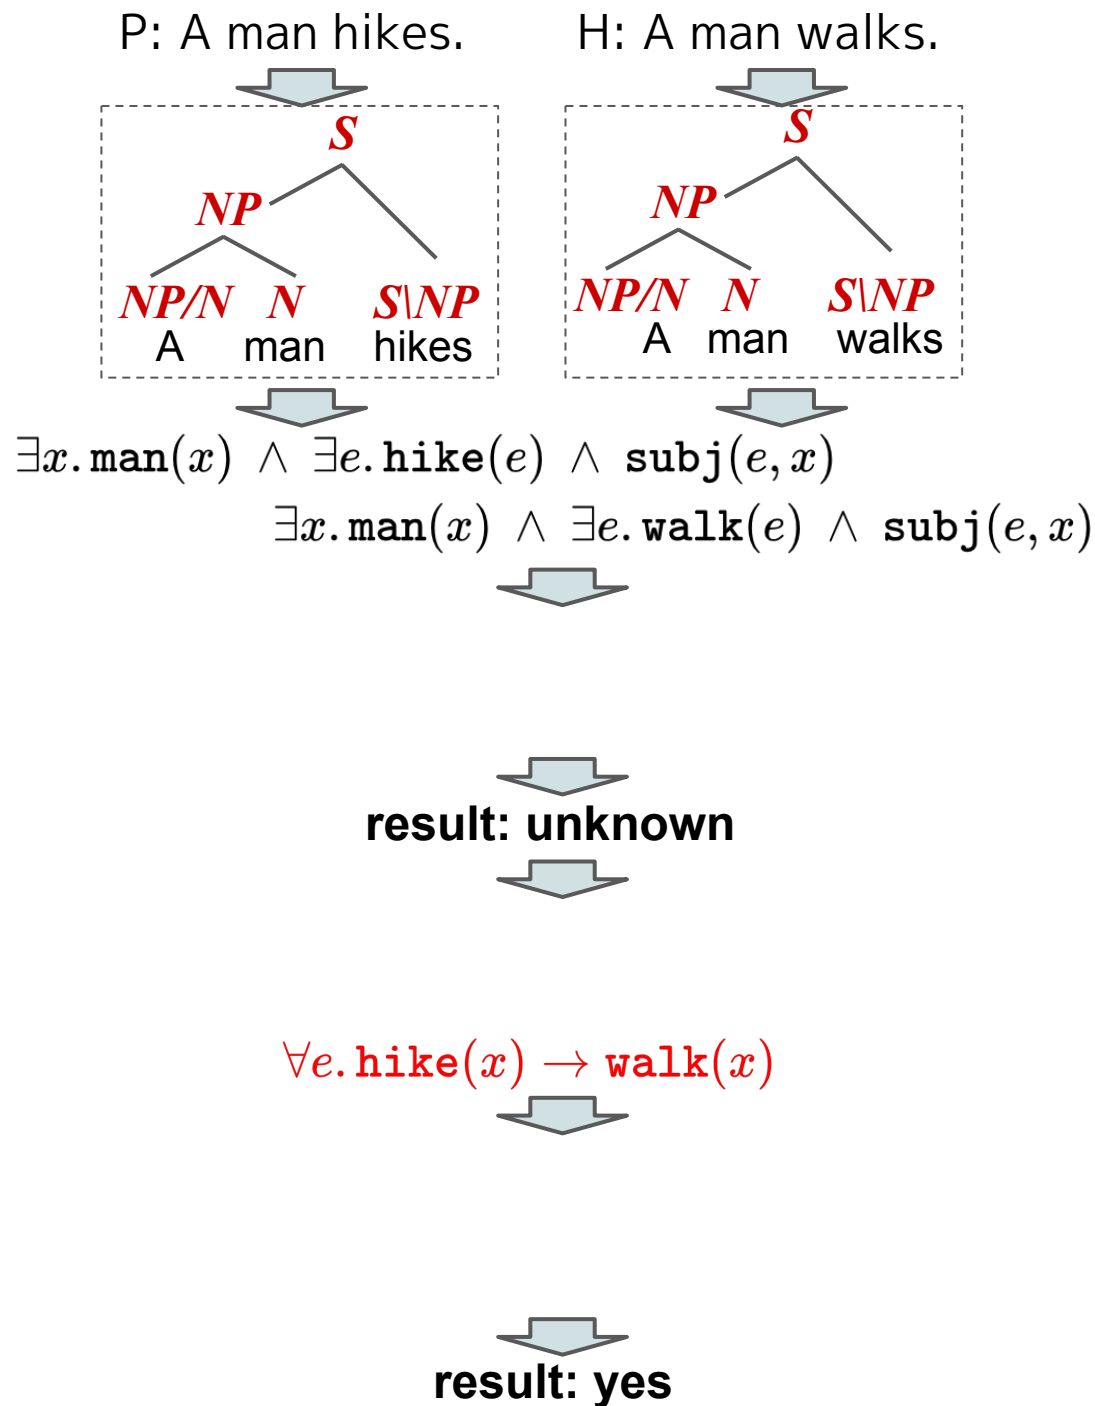 P: A man hikes.
H: A man walks.
S
NP
NP/N N S\NP
A man hikes
S
NP
NP/N N S\NP
A man walks
∃x.man(x) ∧ ∃e.hike(e) ∧ subj(e, x)
∃x.man(x) ∧ ∃e.walk(e) ∧ subj(e, x)
result: unknown
∀e.hike(x) → walk(x)
result: yes